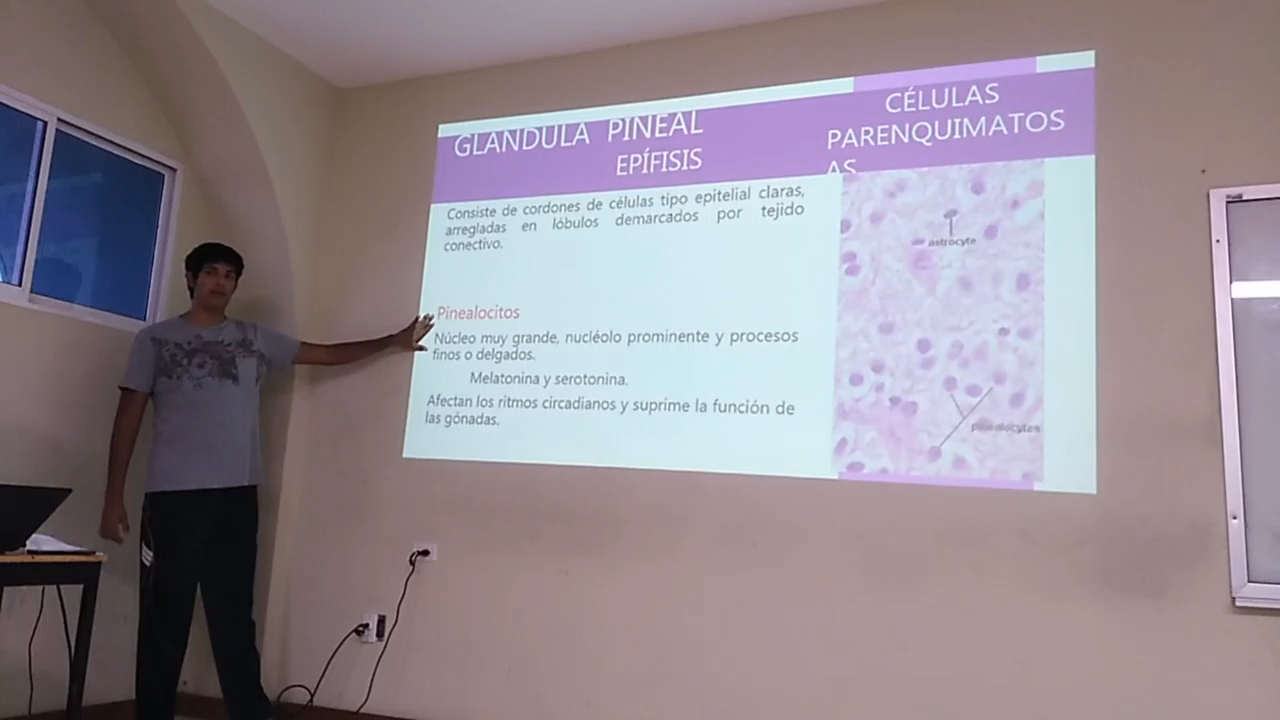 GLANDULA PINEAL
EPÍFISIS
CÉLULAS
PARENQUIMATOS
AS
Consiste de cordones de células tipo epitelial claras,
arregladas en lóbulos demarcados por tejido
conectivo.
Pinealocitos
Núcleo muy grande, nucléolo prominente y procesos
finos o delgados.
Melatonina y serotonina.
Afectan los ritmos circadianos y suprime la función de
las gónadas.
astrocyte
pinealocytes